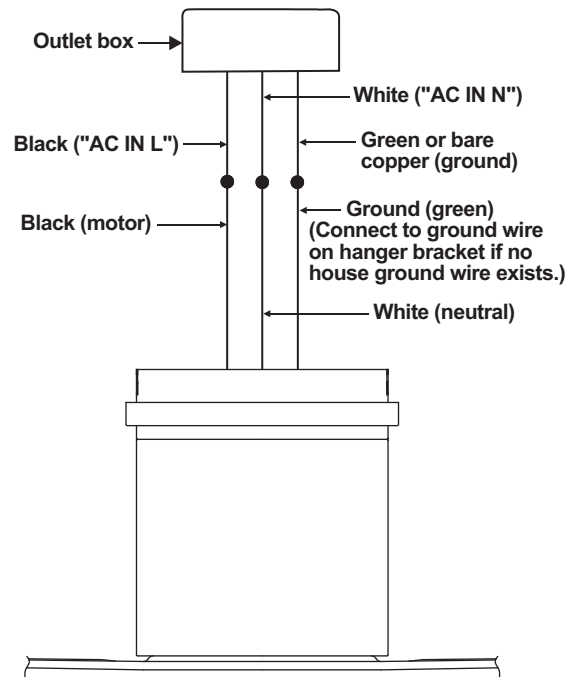 Outlet box
White ("AC IN N")
Black ("AC IN L")
Green or bare
copper (ground)
Black (motor)
Ground (green)
(Connect to ground wire
on hanger bracket if no
house ground wire exists.)
White (neutral)